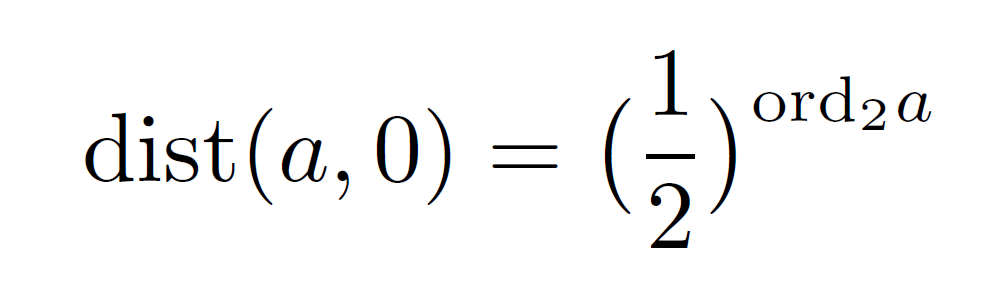 dist(a, 0) = (1/2)^{ord_2 a}